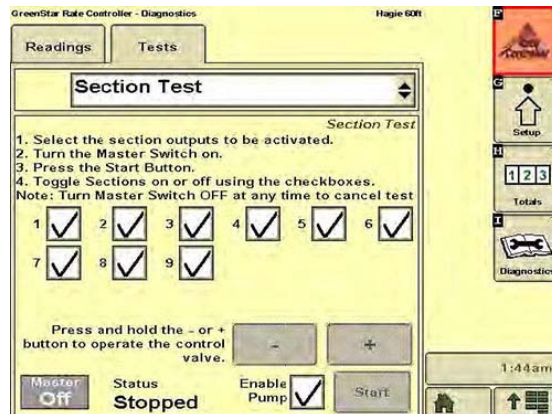 GreenStar Rate Controller - Diagnostics
Hagie 60ft
Readings
Tests
Section Test
Section Test
1. Select the section outputs to be activated.
2. Turn the Master Switch on.
3. Press the Start Button.
4. Toggle Sections on or off using the checkboxes.
Note: Turn Master Switch OFF at any time to cancel test
1 2 3 4 5 6
7 8 9
Press and hold the - or +
button to operate the control
valve.
- +
Master
Off
Status
Stopped
Enable
Pump
Start
F
G
Setup
H
1 2 3
Totals
I
Diagnostics
1:44am